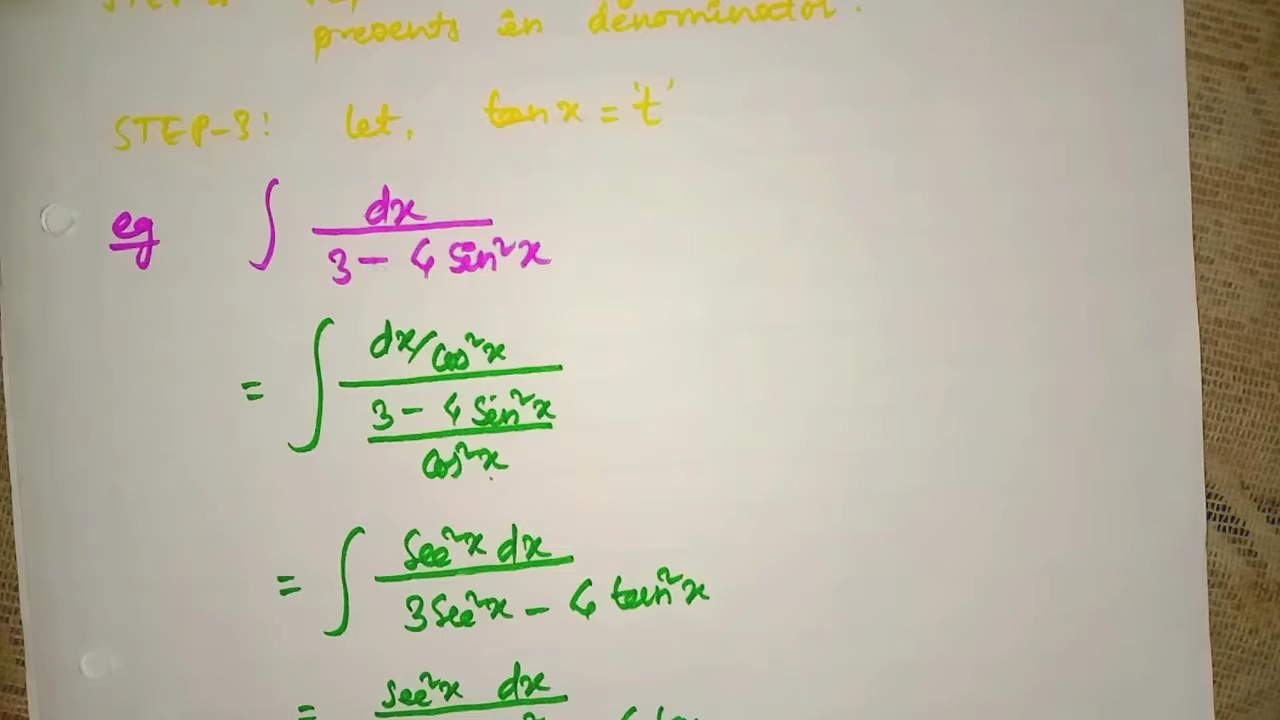 presents in denominator.
STEP-3: let, tan x = 't'
eg ∫ dx / (3 - 4 sin²x)
= ∫ (dx/cos²x) / ((3 - 4 sin²x) / cos²x)
= ∫ sec²x dx / (3 sec²x - 4 tan²x)
= sec²x dx